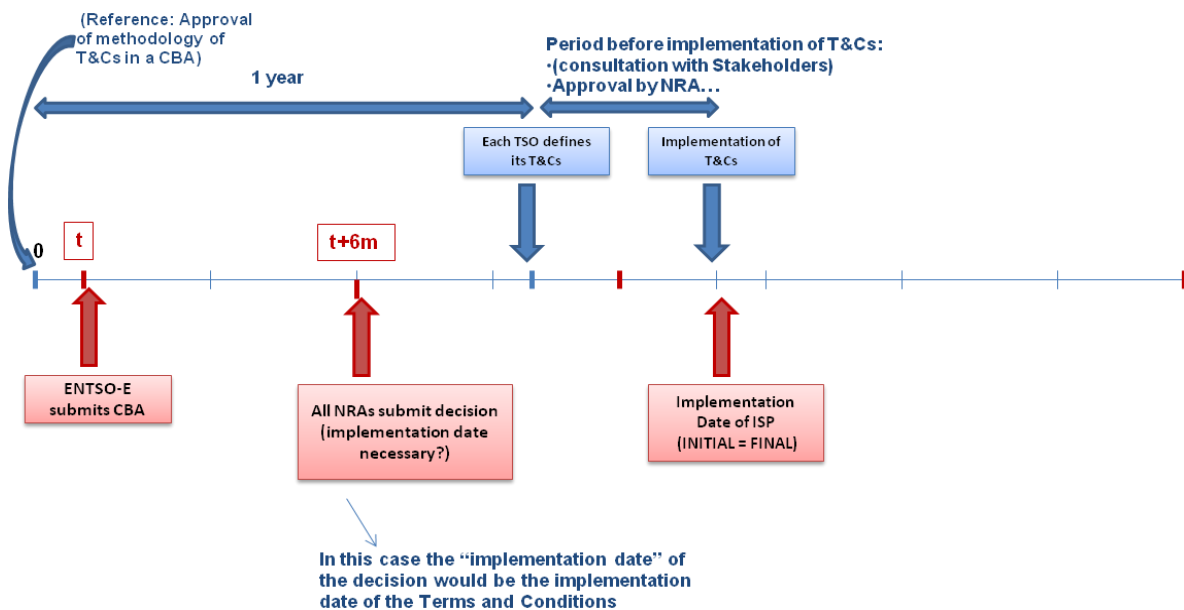 (Reference: Approval
of methodology of
T&Cs in a CBA)
1 year
Period before implementation of T&Cs:
•(consultation with Stakeholders)
•Approval by NRA…
Each TSO defines
its T&Cs
Implementation of
T&Cs
0
t
t+6m
ENTSO-E
submits CBA
All NRAs submit decision
(implementation date
necessary?)
Implementation
Date of ISP
(INITIAL = FINAL)
In this case the “implementation date” of
the decision would be the implementation
date of the Terms and Conditions